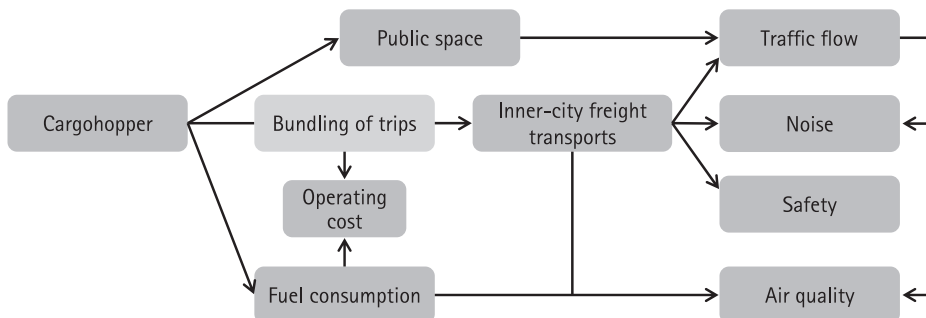 Public space
Traffic flow
Cargohopper
Bundling of trips
Inner-city freight
transports
Noise
Operating
cost
Safety
Fuel consumption
Air quality